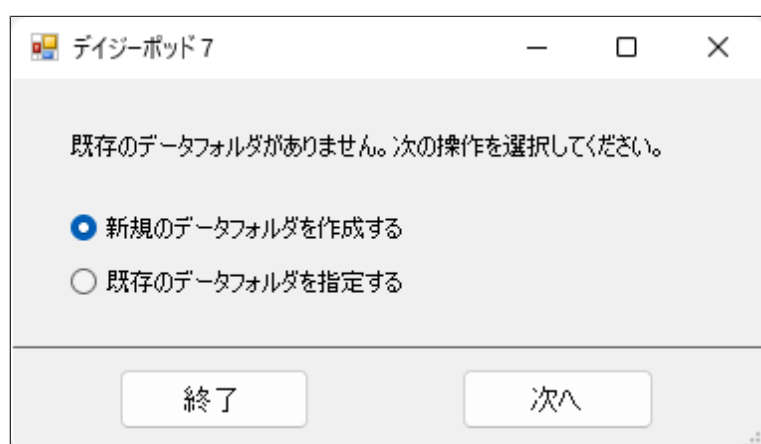 デイジーポッド 7
既存のデータフォルダがありません。次の操作を選択してください。
新規のデータフォルダを作成する
既存のデータフォルダを指定する
終了
次へ